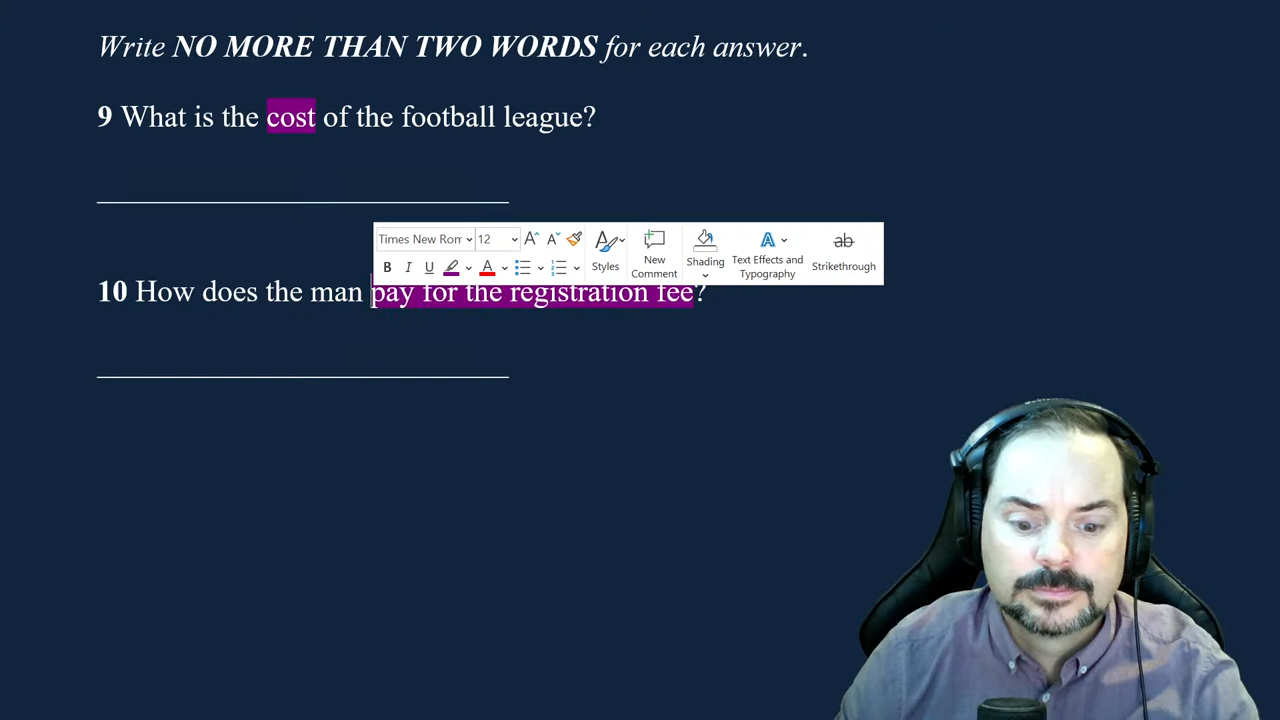 Write NO MORE THAN TWO WORDS for each answer.
9 What is the cost of the football league?
Times New Rom
12
Styles
New Comment
Shading
Text Effects and Typography
Strikethrough
B I U
10 How does the man pay for the registration fee?